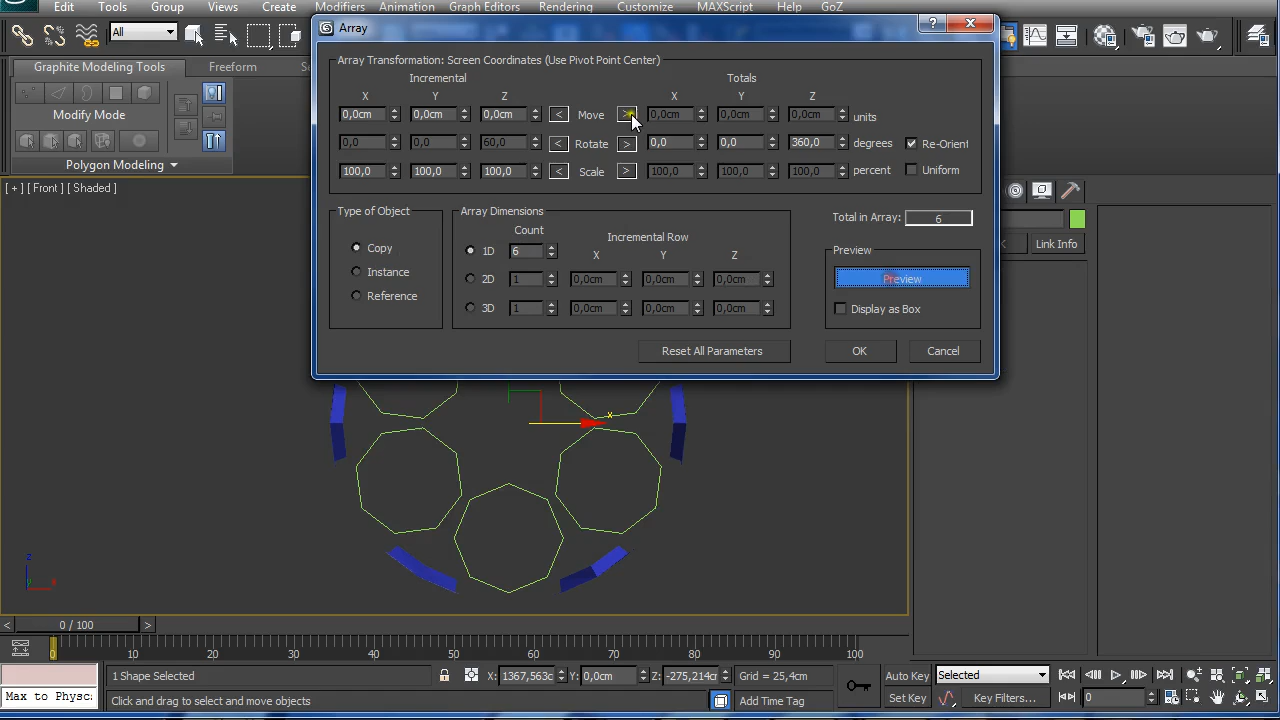 Edit Tools Group Views Create Modifiers Animation Graph Editors Rendering Customize MAXScript Help GoZ
All
Array
Graphite Modeling Tools Freeform
Modify Mode
Polygon Modeling
Array Transformation: Screen Coordinates (Use Pivot Point Center)
Incremental Totals
X Y Z X Y Z
0,0cm 0,0cm 0,0cm < Move > 0,0cm 0,0cm 0,0cm units
0,0 0,0 60,0 < Rotate > 0,0 0,0 360,0 degrees Re-Orient
100,0 100,0 100,0 < Scale > 100,0 100,0 100,0 percent Uniform
Type of Object Array Dimensions Total in Array: 6
Count
Incremental Row
X Y Z
Copy 1D 6
Instance 2D 1 0,0cm 0,0cm 0,0cm
Reference 3D 1 0,0cm 0,0cm 0,0cm
Preview
Preview
Display as Box
Reset All Parameters OK Cancel
[ + ] [ Front ] [ Shaded ]
Link Info
x
z
x
< 0 / 100 >
0 10 20 30 40 50 60 70 80 90 100
1 Shape Selected X: 1367,563c Y: 0,0cm Z: -275,214cr Grid = 25,4cm Auto Key Selected
Max to Physc: Click and drag to select and move objects Add Time Tag Set Key Key Filters... 0